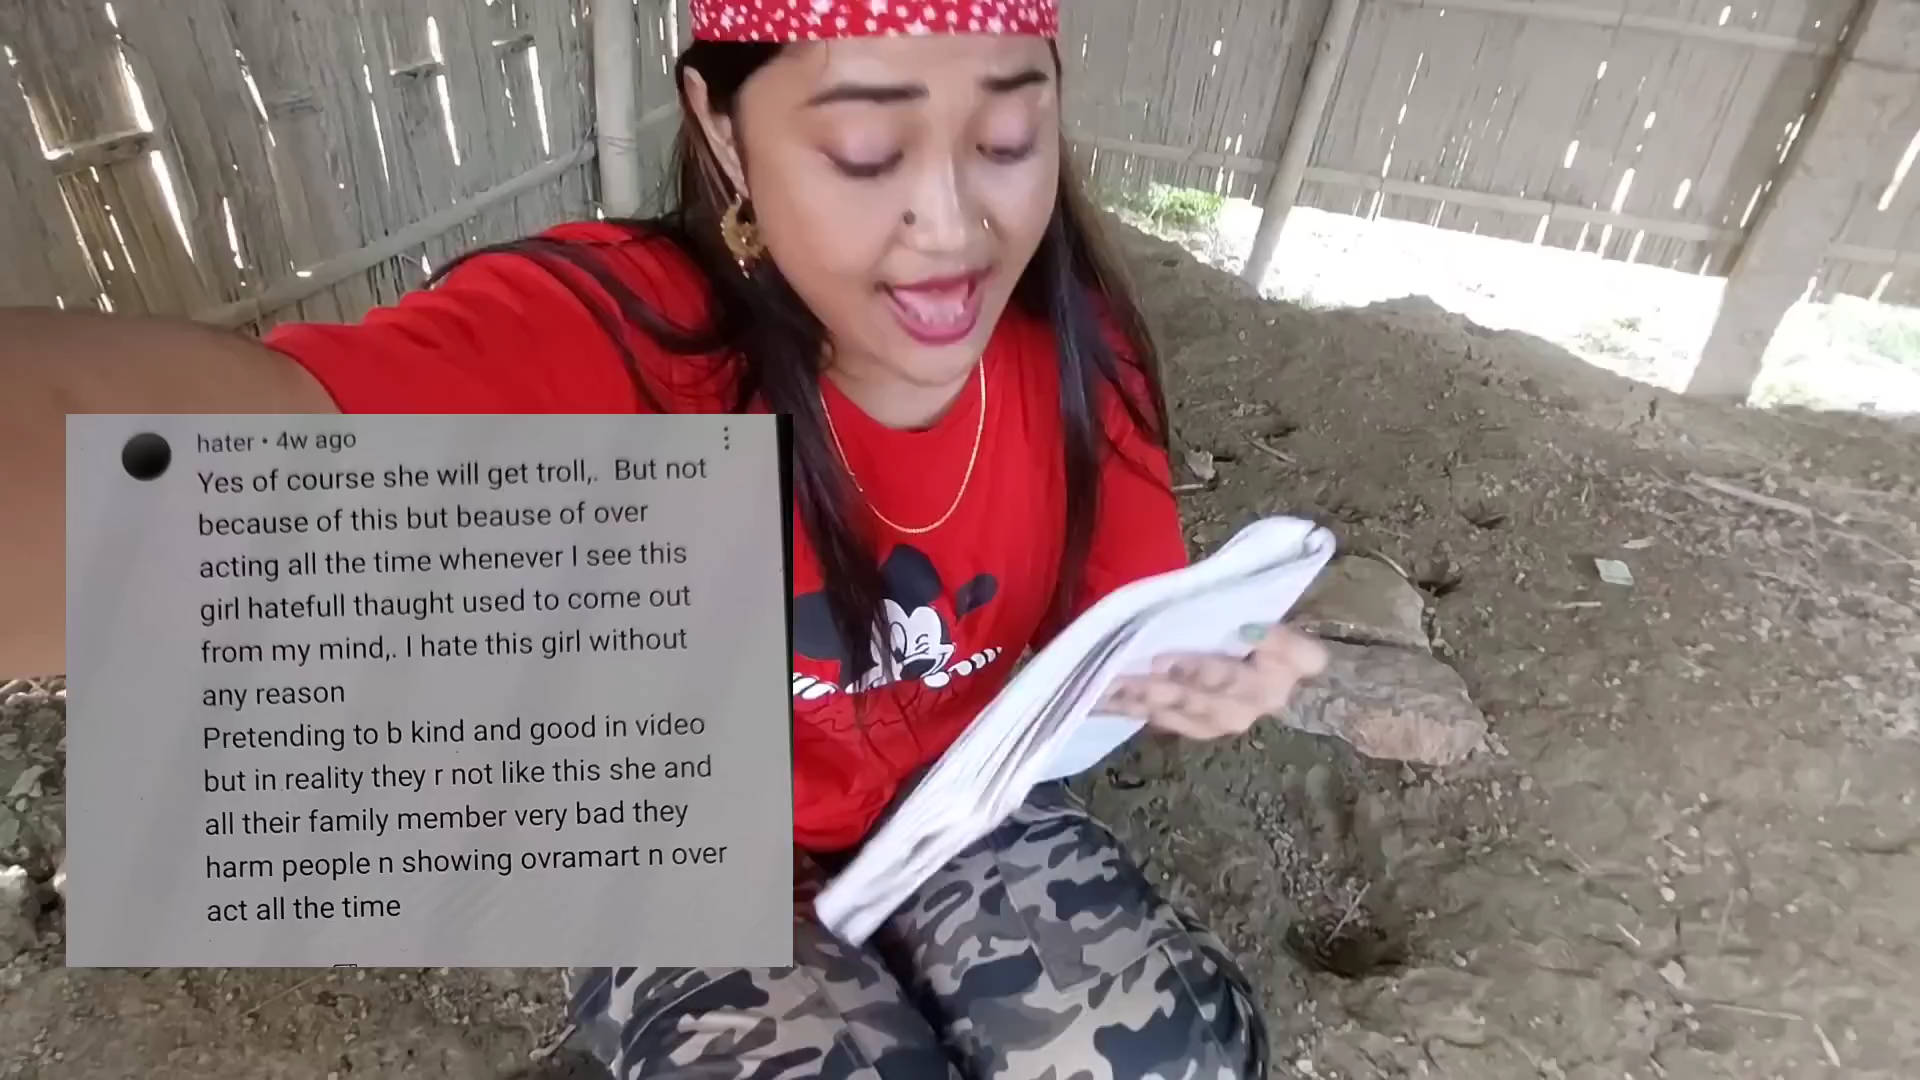 hater • 4w ago
Yes of course she will get troll,. But not
because of this but beause of over
acting all the time whenever I see this
girl hatefull thaught used to come out
from my mind,. I hate this girl without
any reason
Pretending to b kind and good in video
but in reality they r not like this she and
all their family member very bad they
harm people n showing ovramart n over
act all the time